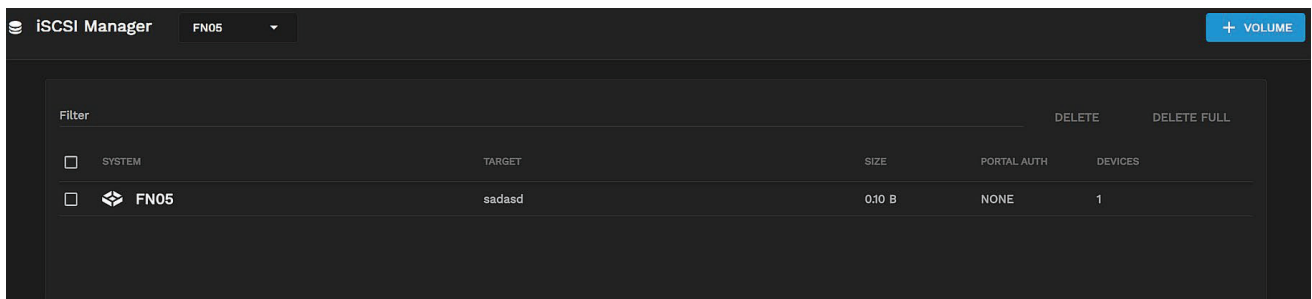 iSCSI Manager FN05 + VOLUME
Filter DELETE DELETE FULL
SYSTEM TARGET SIZE PORTAL AUTH DEVICES
FN05 sadasd 0.10 B NONE 1